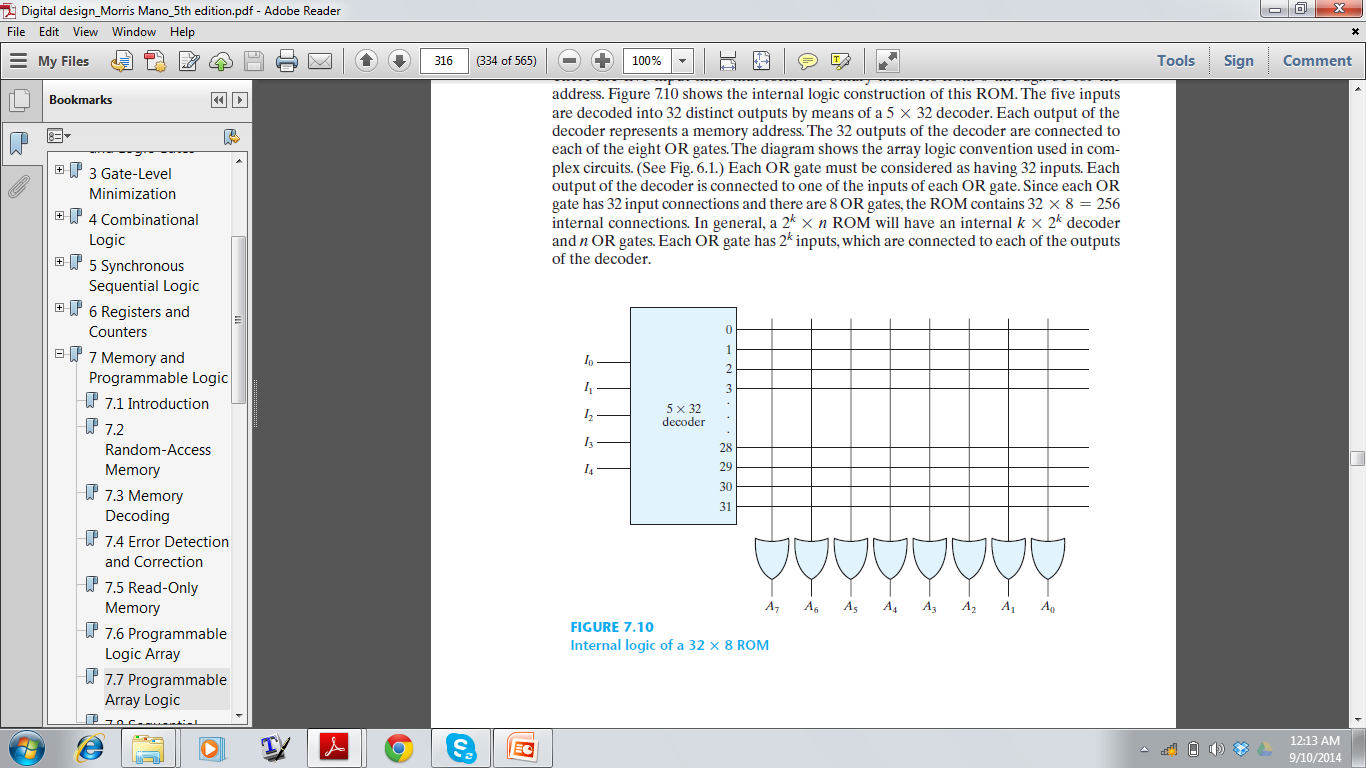 Digital design_Morris Mano_5th edition.pdf - Adobe Reader
File Edit View Window Help
My Files 316 (334 of 565) 100% Tools Sign Comment
Bookmarks
3 Gate-Level
Minimization
4 Combinational
Logic
5 Synchronous
Sequential Logic
6 Registers and
Counters
7 Memory and
Programmable Logic
7.1 Introduction
7.2
Random-Access
Memory
7.3 Memory
Decoding
7.4 Error Detection
and Correction
7.5 Read-Only
Memory
7.6 Programmable
Logic Array
7.7 Programmable
Array Logic
7.8 Sequential
address. Figure 7.10 shows the internal logic construction of this ROM. The five inputs
are decoded into 32 distinct outputs by means of a 5 × 32 decoder. Each output of the
decoder represents a memory address. The 32 outputs of the decoder are connected to
each of the eight OR gates. The diagram shows the array logic convention used in com-
plex circuits. (See Fig. 6.1.) Each OR gate must be considered as having 32 inputs. Each
output of the decoder is connected to one of the inputs of each OR gate. Since each OR
gate has 32 input connections and there are 8 OR gates, the ROM contains 32 × 8 = 256
internal connections. In general, a 2ᵏ × n ROM will have an internal k × 2ᵏ decoder
and n OR gates. Each OR gate has 2ᵏ inputs, which are connected to each of the outputs
of the decoder.
I₀
I₁
I₂
I₃
I₄
5 × 32
decoder
0
1
2
3
.
.
.
28
29
30
31
A₇ A₆ A₅ A₄ A₃ A₂ A₁ A₀
FIGURE 7.10
Internal logic of a 32 × 8 ROM
12:13 AM
9/10/2014